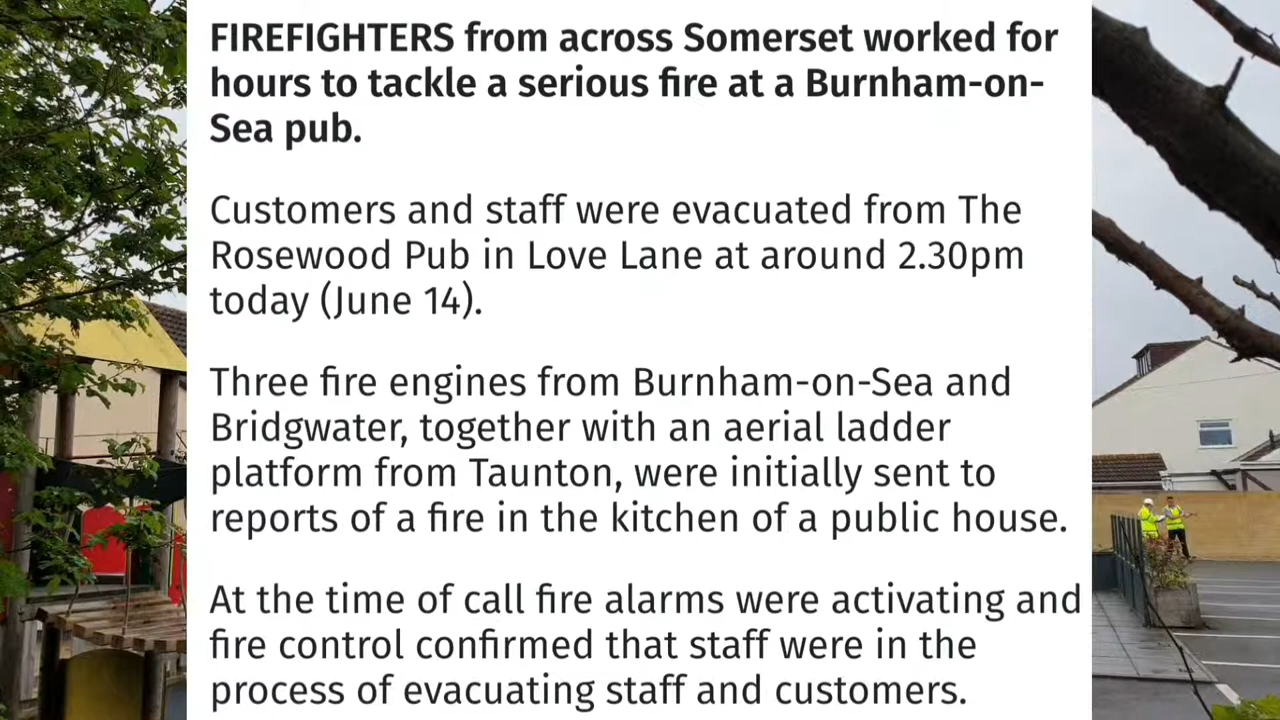 FIREFIGHTERS from across Somerset worked for
hours to tackle a serious fire at a Burnham-on-
Sea pub.
Customers and staff were evacuated from The
Rosewood Pub in Love Lane at around 2.30pm
today (June 14).
Three fire engines from Burnham-on-Sea and
Bridgwater, together with an aerial ladder
platform from Taunton, were initially sent to
reports of a fire in the kitchen of a public house.
At the time of call fire alarms were activating and
fire control confirmed that staff were in the
process of evacuating staff and customers.